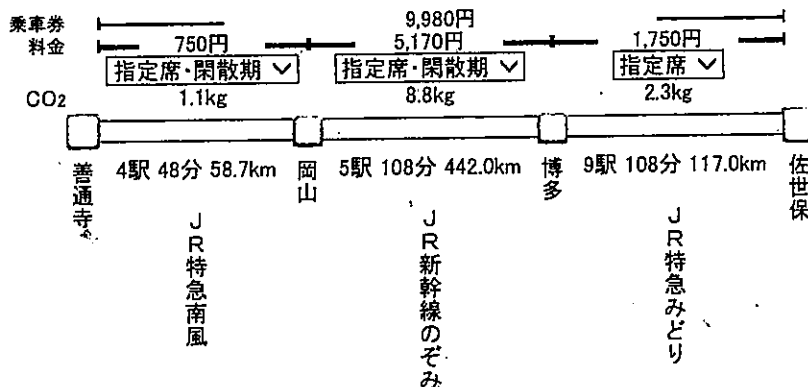 乗車券 9,980円
料金 750円 5,170円 1,750円
指定席・閑散期 指定席・閑散期 指定席
CO2 1.1kg 8.8kg 2.3kg
善通寺 4駅 48分 58.7km 岡山 5駅 108分 442.0km 博多 9駅 108分 117.0km 佐世保
JR特急南風
JR新幹線のぞみ
JR特急みどり